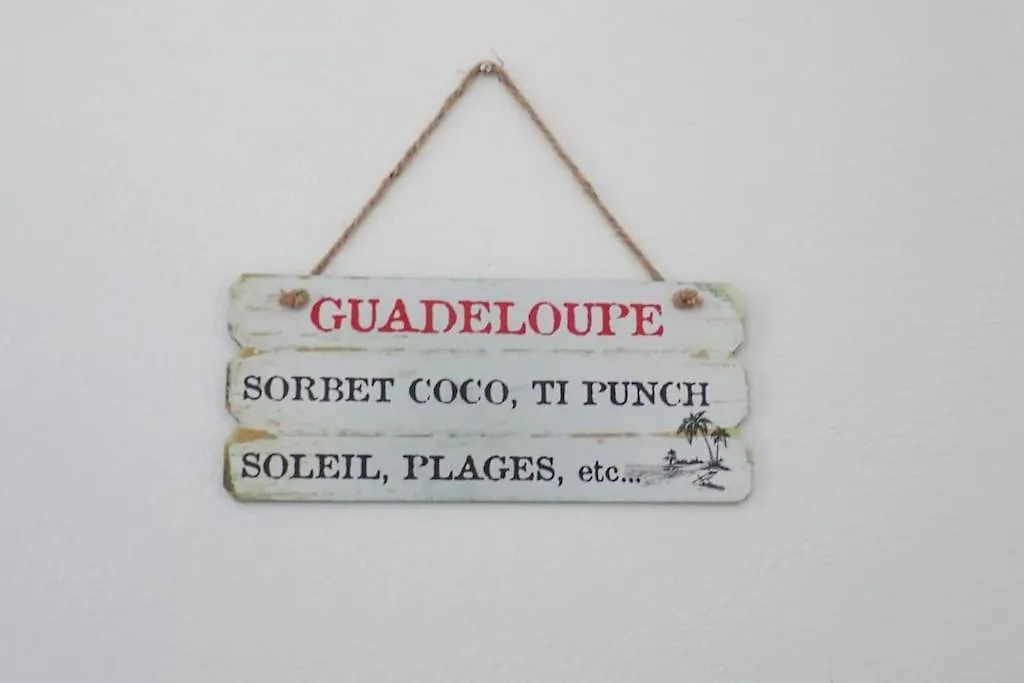 GUADELOUPE
SORBET COCO, TI PUNCH
SOLEIL, PLAGES, etc...